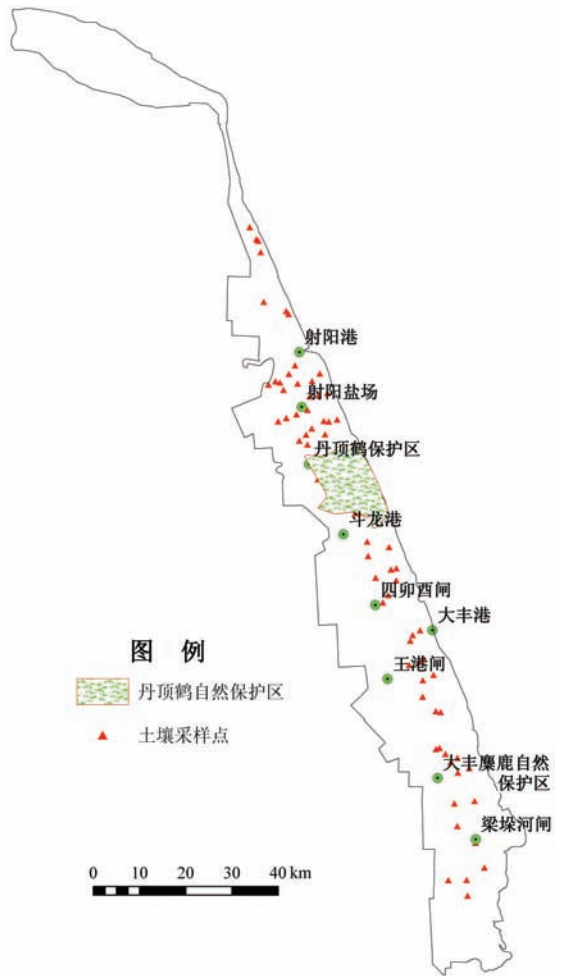 射阳港
射阳盐场
丹顶鹤保护区
斗龙港
四卯酉闸
大丰港
图 例
王港闸
丹顶鹤自然保护区
土壤采样点
大丰麋鹿自然
保护区
梁垛河闸
0 10 20 30 40 km